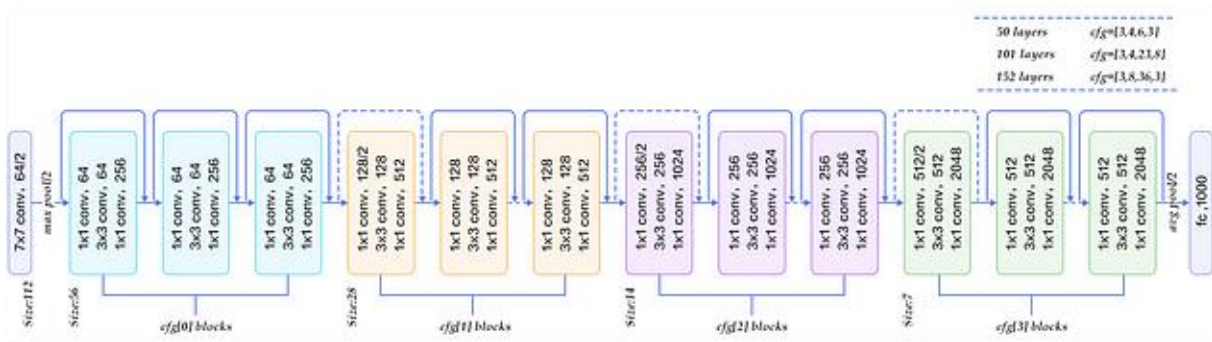 50 layers cfg=[3,4,6,3]
101 layers cfg=[3,4,23,8]
152 layers cfg=[3,8,36,3]
7x7 conv, 64/2
max pool/2
1x1 conv, 64
3x3 conv, 64
1x1 conv, 256
1x1 conv, 64
3x3 conv, 64
1x1 conv, 256
1x1 conv, 64
3x3 conv, 64
1x1 conv, 256
1x1 conv, 128/2
3x3 conv, 128
1x1 conv, 512
1x1 conv, 128
3x3 conv, 128
1x1 conv, 512
1x1 conv, 128
3x3 conv, 128
1x1 conv, 512
1x1 conv, 256/2
3x3 conv, 256
1x1 conv, 1024
1x1 conv, 256
3x3 conv, 256
1x1 conv, 1024
1x1 conv, 256
3x3 conv, 256
1x1 conv, 1024
1x1 conv, 512/2
3x3 conv, 512
1x1 conv, 2048
1x1 conv, 512
3x3 conv, 512
1x1 conv, 2048
1x1 conv, 512
3x3 conv, 512
1x1 conv, 2048
avg pool/2
fc ,1000
Size:112
Size:56
Size:28
Size:14
Size:7
cfg[0] blocks
cfg[1] blocks
cfg[2] blocks
cfg[3] blocks